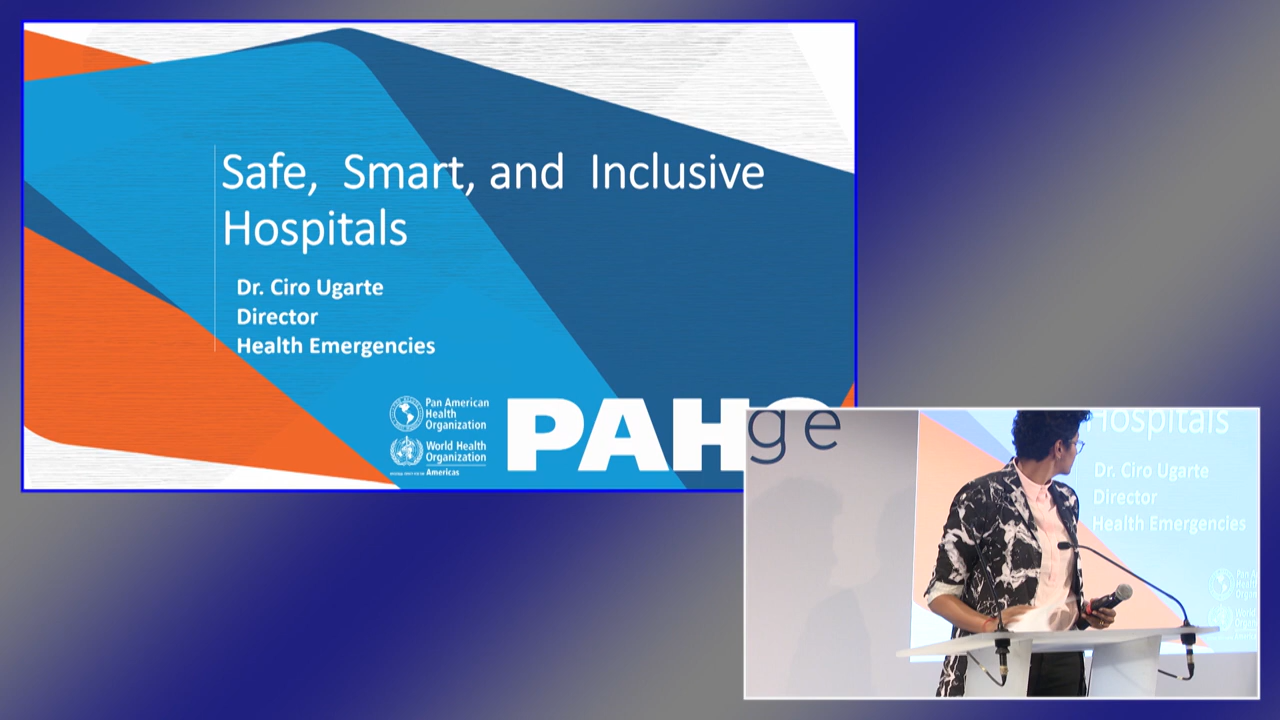 Safe, Smart, and Inclusive
Hospitals
Dr. Ciro Ugarte
Director
Health Emergencies
Pan American
Health
Organization
World Health
Organization
Americas
PAHO
ge
Hospitals
Dr. Ciro Ugarte
Director
Health Emergencies